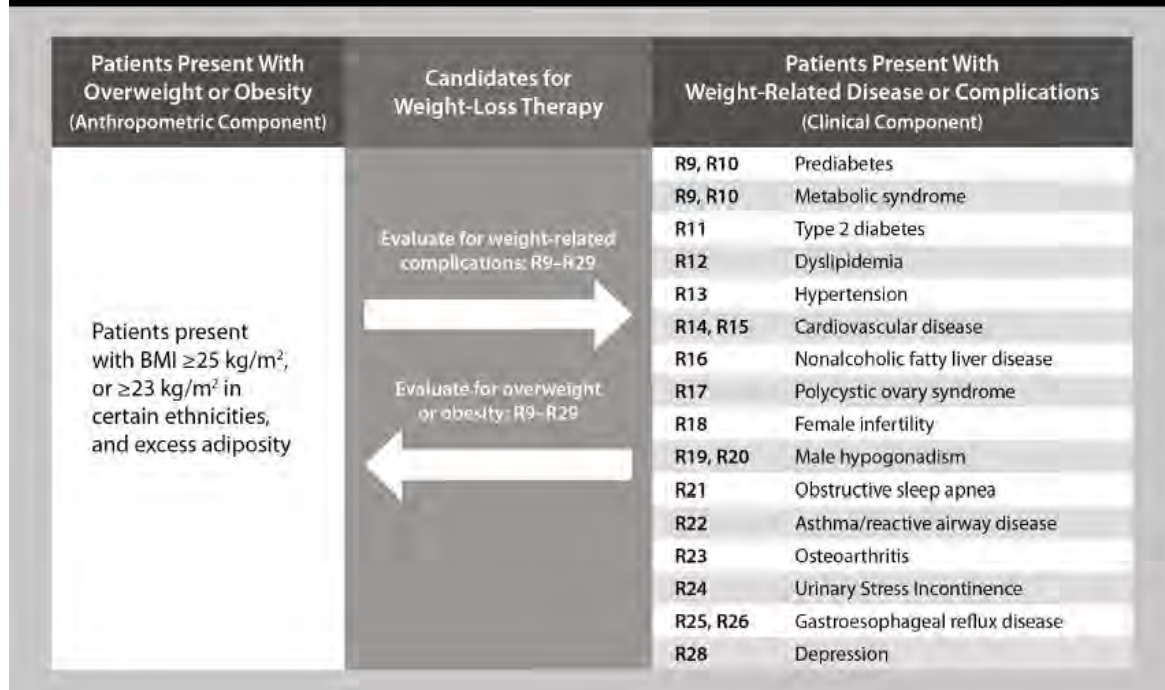 Patients Present With
Overweight or Obesity
(Anthropometric Component)
Candidates for
Weight-Loss Therapy
Patients Present With
Weight-Related Disease or Complications
(Clinical Component)
Patients present
with BMI ≥25 kg/m²,
or ≥23 kg/m² in
certain ethnicities,
and excess adiposity
Evaluate for weight-related
complications: R9–R29
Evaluate for overweight
or obesity: R9–R29
R9, R10 Prediabetes
R9, R10 Metabolic syndrome
R11 Type 2 diabetes
R12 Dyslipidemia
R13 Hypertension
R14, R15 Cardiovascular disease
R16 Nonalcoholic fatty liver disease
R17 Polycystic ovary syndrome
R18 Female infertility
R19, R20 Male hypogonadism
R21 Obstructive sleep apnea
R22 Asthma/reactive airway disease
R23 Osteoarthritis
R24 Urinary Stress Incontinence
R25, R26 Gastroesophageal reflux disease
R28 Depression